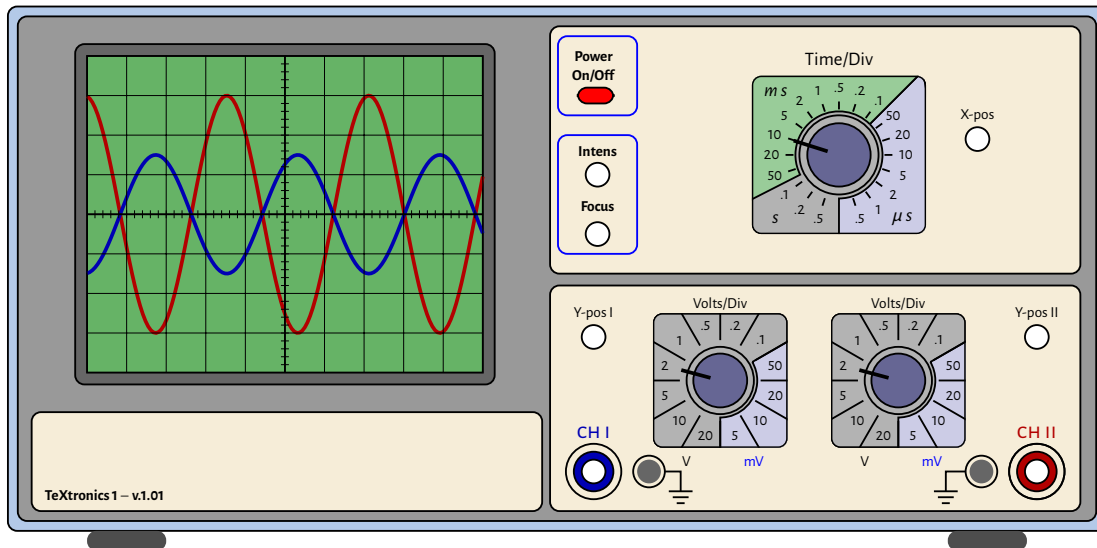 Power
On/Off
Intens
Focus
Time/Div
m s
5
2
1
.5
.2
.1
10
20
50
50
20
10
5
2
1
.5
μ s
.1
.2
.5
s
X-pos
Y-pos I
Volts/Div
.5
.2
.1
1
2
5
10
20
50
20
10
5
V
mV
CH I
Volts/Div
.5
.2
.1
1
2
5
10
20
50
20
10
5
V
mV
Y-pos II
CH II
TeXtronics 1 – v.1.01